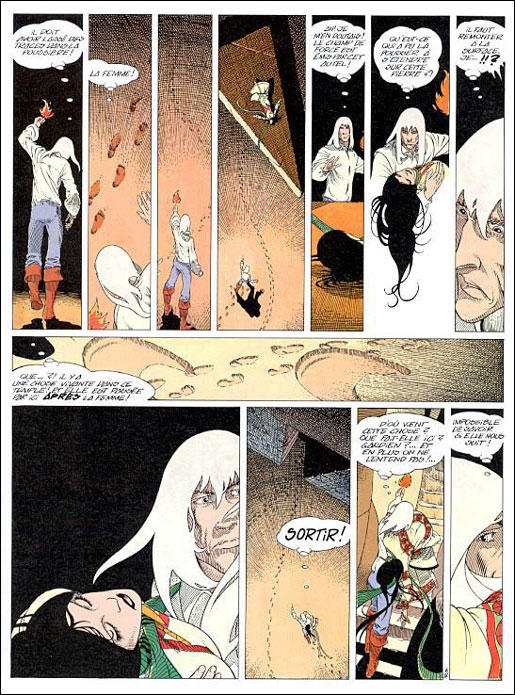 IL DOIT
AVOIR LAISSÉ DES
TRACES DANS LA
POUSSIÈRE!
LA FEMME!
AH! JE
M'EN DOUTAIS!
LE CHAMP DE
FORCE EST
ÉMIS PAR CET
AUTEL!
QU'EST-CE
QUI A PU LA
POUSSER À
S'ÉTENDRE
SUR CETTE
PIERRE?
IL FAUT
REMONTER
À LA
SURFACE,
JE...!!?
QUE...?! IL Y A
UNE CHOSE VIVANTE DANS CE
TEMPLE! ET ELLE EST PASSÉE
PAR ICI APRÈS LA FEMME!
SORTIR!
D'OÙ VIENT
CETTE CHOSE?
QUE FAIT-ELLE ICI?
GARDIEN?... ET
EN PLUS ON NE
L'ENTEND PAS!...
IMPOSSIBLE
DE SAVOIR
SI ELLE NOUS
SUIT!